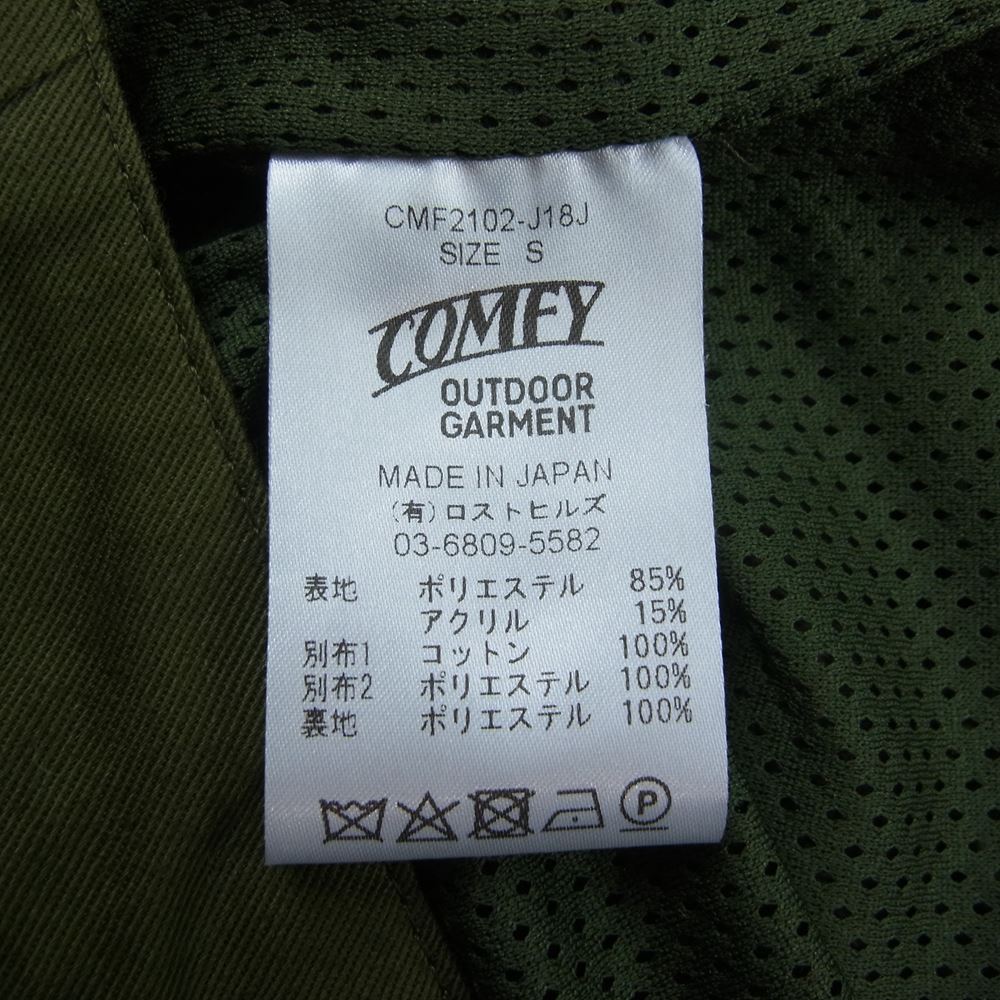 CMF2102-J18J
SIZE S
COMFY
OUTDOOR
GARMENT
MADE IN JAPAN
(有)ロストヒルズ
03-6809-5582
表地 ポリエステル 85%
アクリル 15%
別布1 コットン 100%
別布2 ポリエステル 100%
裏地 ポリエステル 100%
P